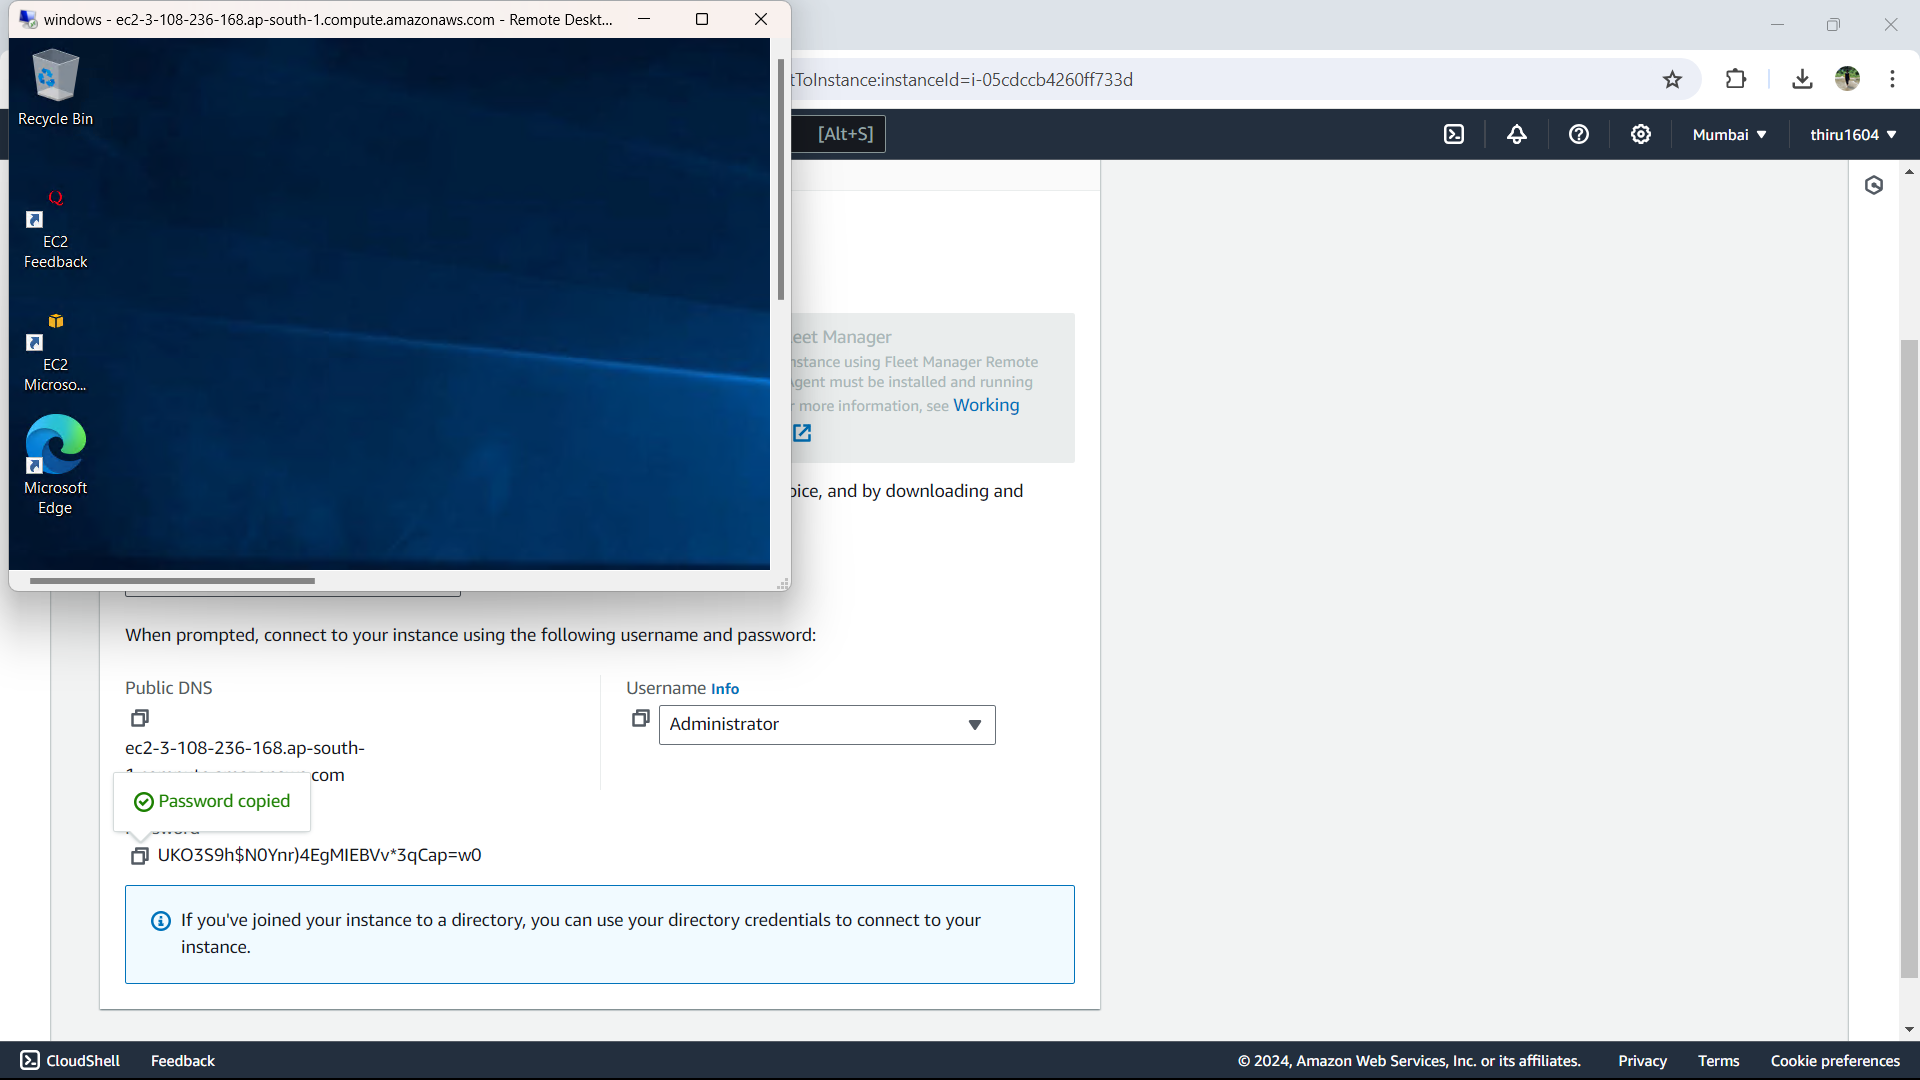 windows - ec2-3-108-236-168.ap-south-1.compute.amazonaws.com - Remote Deskt...
Recycle Bin
EC2
Feedback
EC2
Microso...
Microsoft
Edge
tToInstance:instanceId=i-05cdccb4260ff733d
[Alt+S]
Mumbai
thiru1604
eet Manager
nstance using Fleet Manager Remote
gent must be installed and running
r more information, see Working
oice, and by downloading and
When prompted, connect to your instance using the following username and password:
Public DNS
ec2-3-108-236-168.ap-south-
com
Username Info
Administrator
Password copied
UKO3S9h$N0Ynr)4EgMIEBVv*3qCap=w0
If you've joined your instance to a directory, you can use your directory credentials to connect to your
instance.
CloudShell
Feedback
© 2024, Amazon Web Services, Inc. or its affiliates.
Privacy
Terms
Cookie preferences